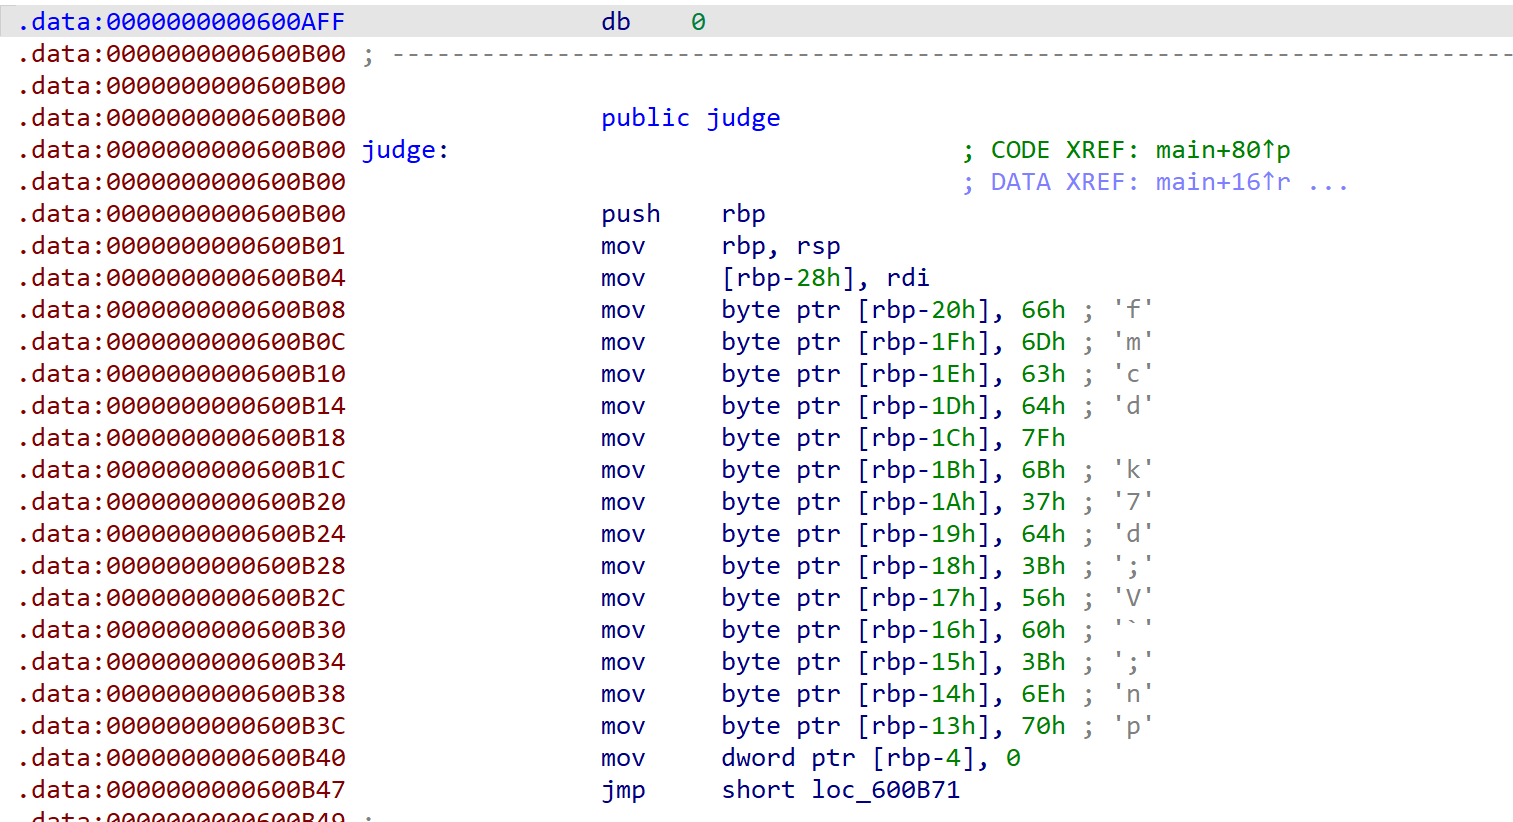 .data:0000000000600AFF db 0
.data:0000000000600B00 ; ---------------------------------------------------------------------------
.data:0000000000600B00
.data:0000000000600B00 public judge
.data:0000000000600B00 judge: ; CODE XREF: main+80↑p
.data:0000000000600B00 ; DATA XREF: main+16↑r ...
.data:0000000000600B00 push rbp
.data:0000000000600B01 mov rbp, rsp
.data:0000000000600B04 mov [rbp-28h], rdi
.data:0000000000600B08 mov byte ptr [rbp-20h], 66h ; 'f'
.data:0000000000600B0C mov byte ptr [rbp-1Fh], 6Dh ; 'm'
.data:0000000000600B10 mov byte ptr [rbp-1Eh], 63h ; 'c'
.data:0000000000600B14 mov byte ptr [rbp-1Dh], 64h ; 'd'
.data:0000000000600B18 mov byte ptr [rbp-1Ch], 7Fh
.data:0000000000600B1C mov byte ptr [rbp-1Bh], 6Bh ; 'k'
.data:0000000000600B20 mov byte ptr [rbp-1Ah], 37h ; '7'
.data:0000000000600B24 mov byte ptr [rbp-19h], 64h ; 'd'
.data:0000000000600B28 mov byte ptr [rbp-18h], 3Bh ; ';'
.data:0000000000600B2C mov byte ptr [rbp-17h], 56h ; 'V'
.data:0000000000600B30 mov byte ptr [rbp-16h], 60h ; '`'
.data:0000000000600B34 mov byte ptr [rbp-15h], 3Bh ; ';'
.data:0000000000600B38 mov byte ptr [rbp-14h], 6Eh ; 'n'
.data:0000000000600B3C mov byte ptr [rbp-13h], 70h ; 'p'
.data:0000000000600B40 mov dword ptr [rbp-4], 0
.data:0000000000600B47 jmp short loc_600B71
.data:0000000000600B49 ;